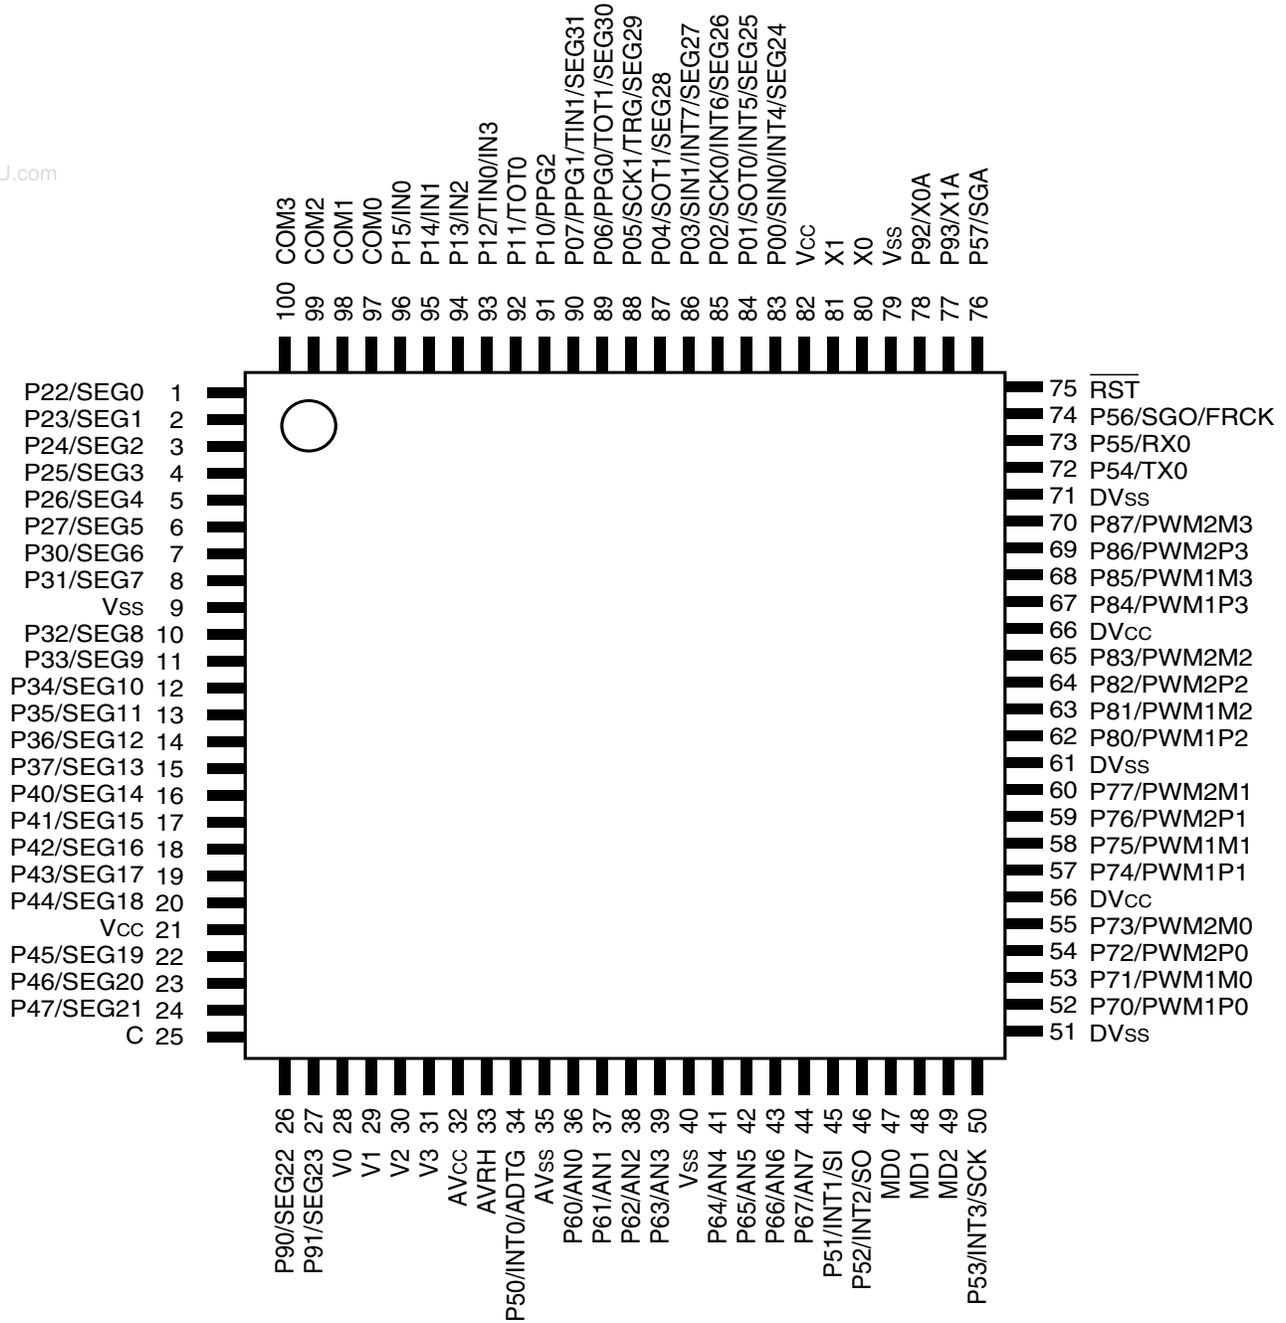 U.com
100 COM3
99 COM2
98 COM1
97 COM0
96 P15/IN0
95 P14/IN1
94 P13/IN2
93 P12/TIN0/IN3
92 P11/TOT0
91 P10/PPG2
90 P07/PPG1/TIN1/SEG31
89 P06/PPG0/TOT1/SEG30
88 P05/SCK1/TRG/SEG29
87 P04/SOT1/SEG28
86 P03/SIN1/INT7/SEG27
85 P02/SCK0/INT6/SEG26
84 P01/SOT0/INT5/SEG25
83 P00/SIN0/INT4/SEG24
82 Vcc
81 X1
80 X0
79 Vss
78 P92/X0A
77 P93/X1A
76 P57/SGA
P22/SEG0 1
P23/SEG1 2
P24/SEG2 3
P25/SEG3 4
P26/SEG4 5
P27/SEG5 6
P30/SEG6 7
P31/SEG7 8
Vss 9
P32/SEG8 10
P33/SEG9 11
P34/SEG10 12
P35/SEG11 13
P36/SEG12 14
P37/SEG13 15
P40/SEG14 16
P41/SEG15 17
P42/SEG16 18
P43/SEG17 19
P44/SEG18 20
Vcc 21
P45/SEG19 22
P46/SEG20 23
P47/SEG21 24
C 25
75 RST
74 P56/SGO/FRCK
73 P55/RX0
72 P54/TX0
71 DVss
70 P87/PWM2M3
69 P86/PWM2P3
68 P85/PWM1M3
67 P84/PWM1P3
66 DVcc
65 P83/PWM2M2
64 P82/PWM2P2
63 P81/PWM1M2
62 P80/PWM1P2
61 DVss
60 P77/PWM2M1
59 P76/PWM2P1
58 P75/PWM1M1
57 P74/PWM1P1
56 DVcc
55 P73/PWM2M0
54 P72/PWM2P0
53 P71/PWM1M0
52 P70/PWM1P0
51 DVss
P90/SEG22 26
P91/SEG23 27
V0 28
V1 29
V2 30
V3 31
AVcc 32
AVRH 33
P50/INT0/ADTG 34
AVss 35
P60/AN0 36
P61/AN1 37
P62/AN2 38
P63/AN3 39
Vss 40
P64/AN4 41
P65/AN5 42
P66/AN6 43
P67/AN7 44
P51/INT1/SI 45
P52/INT2/SO 46
MD0 47
MD1 48
MD2 49
P53/INT3/SCK 50